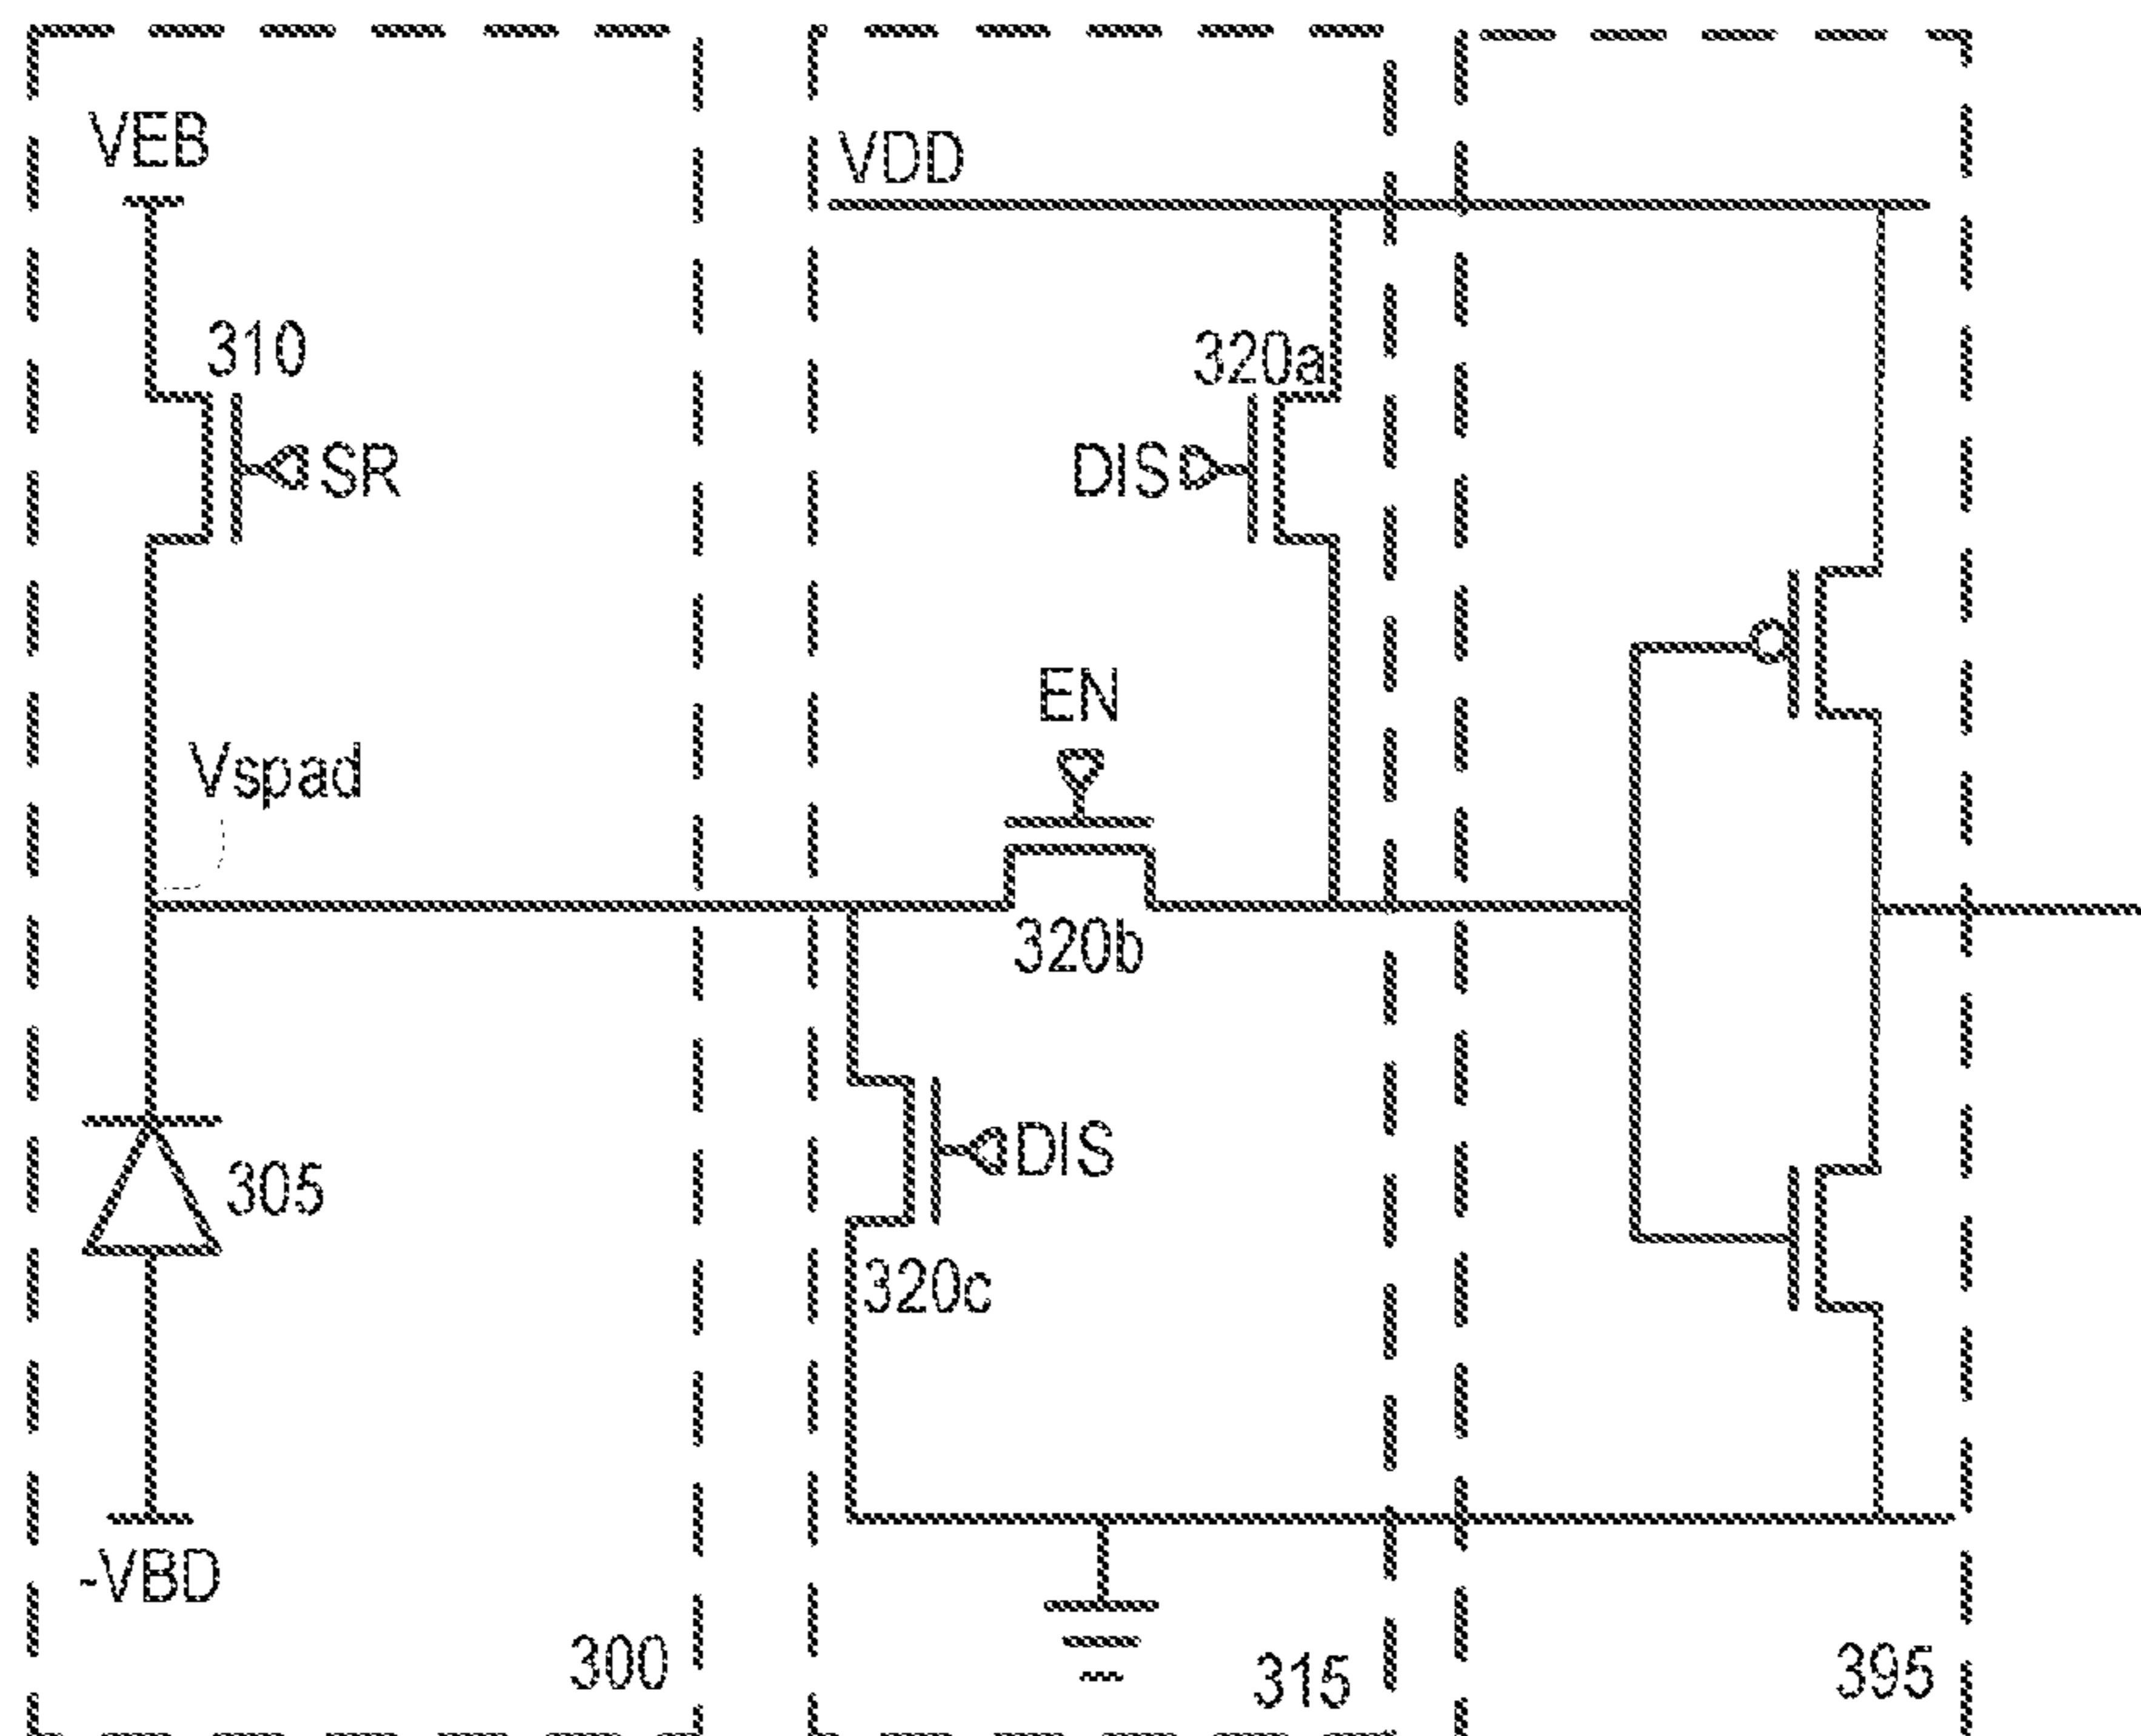 VEB
VDD
310
320a
SR
DIS
EN
Vspad
320b
DIS
305
320c
-VBD
300
315
395